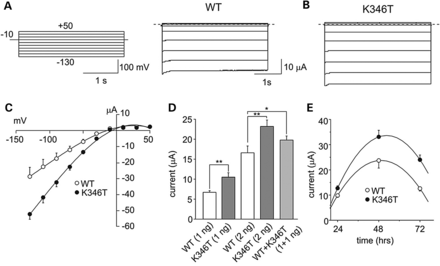 A
WT
B
K346T
+50
-10
-130
100 mV
1 s
10 µA
1s
C
mV
µA
-150 -100 -50 0 50
10
-10
-20
-30
-40
-50
-60
WT
K346T
D
current (µA)
30
25
20
15
10
5
0
**
**
*
WT (1 ng)
K346T (1 ng)
WT (2 ng)
K346T (2 ng)
WT+K346T
(1+1 ng)
E
current (µA)
40
30
20
10
0
K346T
WT
24 48 72
time (hrs)